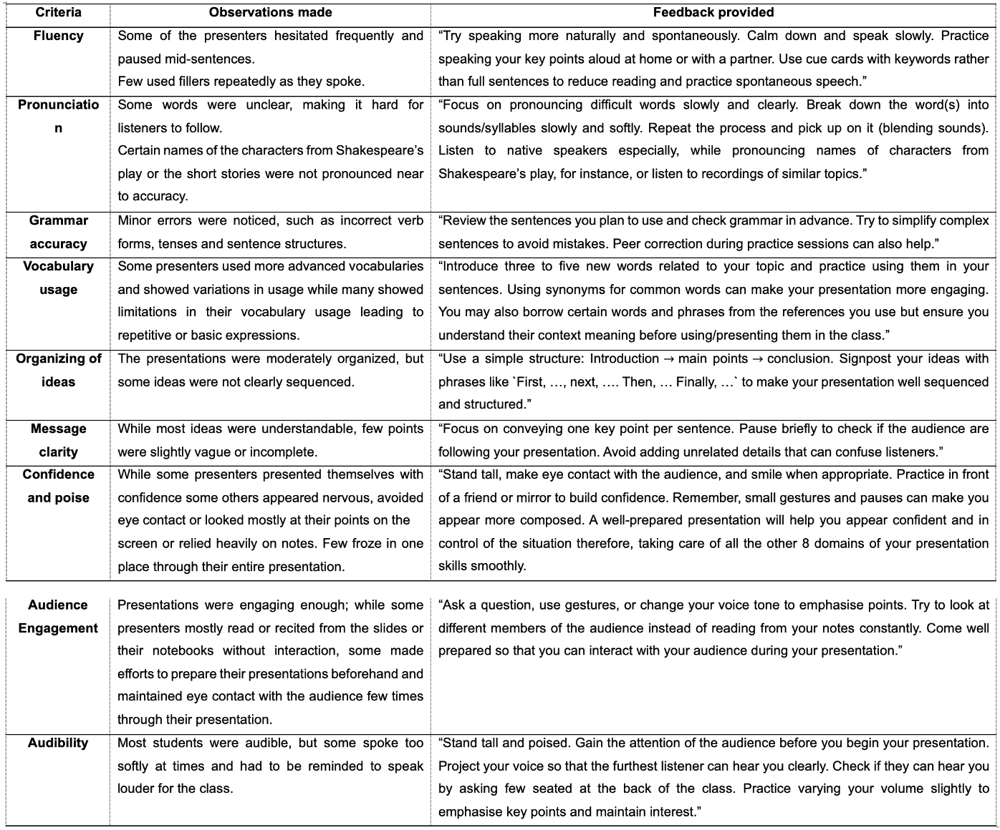 Criteria Observations made Feedback provided
Fluency
Some of the presenters hesitated frequently and
paused mid-sentences.
Few used fillers repeatedly as they spoke.
“Try speaking more naturally and spontaneously. Calm down and speak slowly. Practice
speaking your key points aloud at home or with a partner. Use cue cards with keywords rather
than full sentences to reduce reading and practice spontaneous speech.”
Pronunciatio
n
Some words were unclear, making it hard for
listeners to follow.
Certain names of the characters from Shakespeare’s
play or the short stories were not pronounced near
to accuracy.
“Focus on pronouncing difficult words slowly and clearly. Break down the word(s) into
sounds/syllables slowly and softly. Repeat the process and pick up on it (blending sounds).
Listen to native speakers especially, while pronouncing names of characters from
Shakespeare’s play, for instance, or listen to recordings of similar topics.”
Grammar
accuracy
Minor errors were noticed, such as incorrect verb
forms, tenses and sentence structures.
“Review the sentences you plan to use and check grammar in advance. Try to simplify complex
sentences to avoid mistakes. Peer correction during practice sessions can also help.”
Vocabulary
usage
Some presenters used more advanced vocabularies
and showed variations in usage while many showed
limitations in their vocabulary usage leading to
repetitive or basic expressions.
“Introduce three to five new words related to your topic and practice using them in your
sentences. Using synonyms for common words can make your presentation more engaging.
You may also borrow certain words and phrases from the references you use but ensure you
understand their context meaning before using/presenting them in the class.”
Organizing of
ideas
The presentations were moderately organized, but
some ideas were not clearly sequenced.
“Use a simple structure: Introduction → main points → conclusion. Signpost your ideas with
phrases like `First, …, next, …. Then, … Finally, …` to make your presentation well sequenced
and structured.”
Message
clarity
While most ideas were understandable, few points
were slightly vague or incomplete.
“Focus on conveying one key point per sentence. Pause briefly to check if the audience are
following your presentation. Avoid adding unrelated details that can confuse listeners.”
Confidence
and poise
While some presenters presented themselves with
confidence some others appeared nervous, avoided
eye contact or looked mostly at their points on the
screen or relied heavily on notes. Few froze in one
place through their entire presentation.
“Stand tall, make eye contact with the audience, and smile when appropriate. Practice in front
of a friend or mirror to build confidence. Remember, small gestures and pauses can make you
appear more composed. A well-prepared presentation will help you appear confident and in
control of the situation therefore, taking care of all the other 8 domains of your presentation
skills smoothly.
Audience
Engagement
Presentations were engaging enough; while some
presenters mostly read or recited from the slides or
their notebooks without interaction, some made
efforts to prepare their presentations beforehand and
maintained eye contact with the audience few times
through their presentation.
“Ask a question, use gestures, or change your voice tone to emphasise points. Try to look at
different members of the audience instead of reading from your notes constantly. Come well
prepared so that you can interact with your audience during your presentation.”
Audibility
Most students were audible, but some spoke too
softly at times and had to be reminded to speak
louder for the class.
“Stand tall and poised. Gain the attention of the audience before you begin your presentation.
Project your voice so that the furthest listener can hear you clearly. Check if they can hear you
by asking few seated at the back of the class. Practice varying your volume slightly to
emphasise key points and maintain interest.”